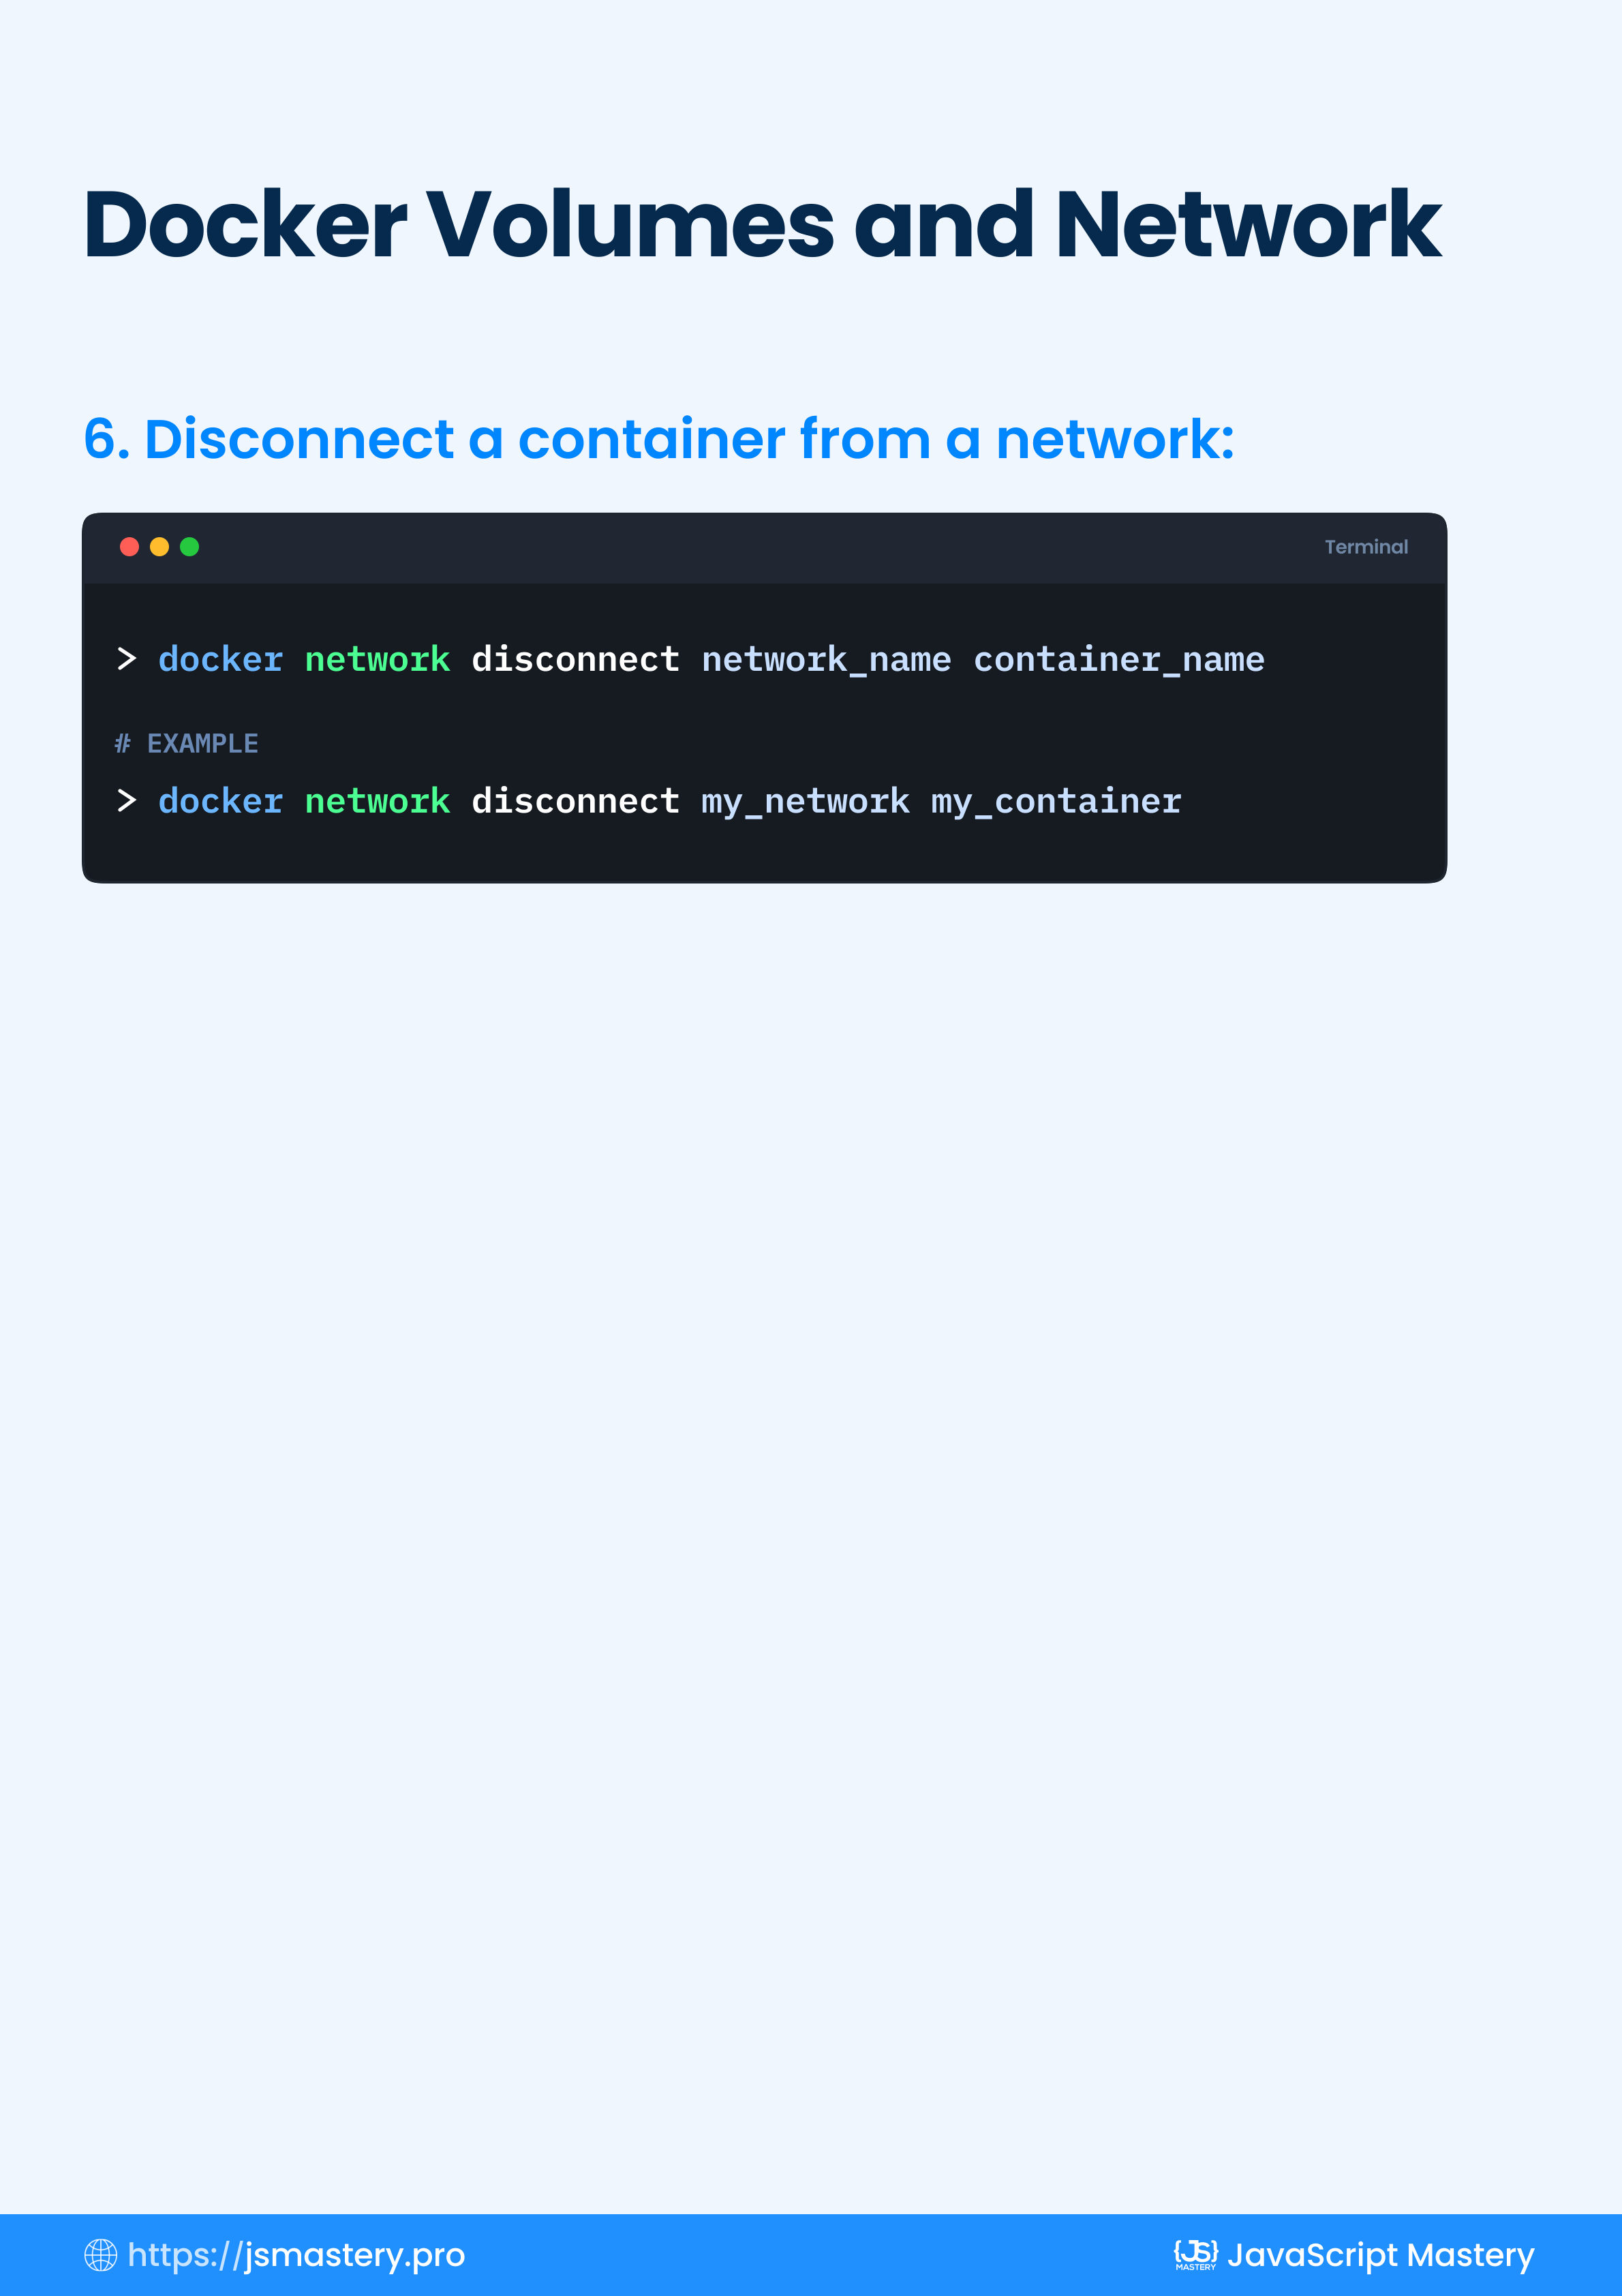 Docker Volumes and Network
6. Disconnect a container from a network:
Terminal
> docker network disconnect network_name container_name
# EXAMPLE
> docker network disconnect my_network my_container
https://jsmastery.pro
{JS} MASTERY JavaScript Mastery